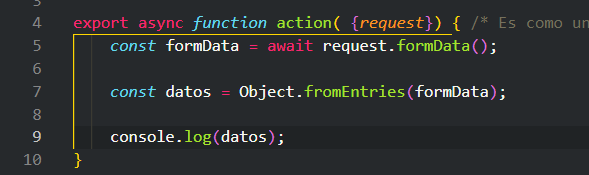 3
4 export async function action( {request}) { /* Es como un
5 const formData = await request.formData();
6
7 const datos = Object.fromEntries(formData);
8
9 console.log(datos);
10 }